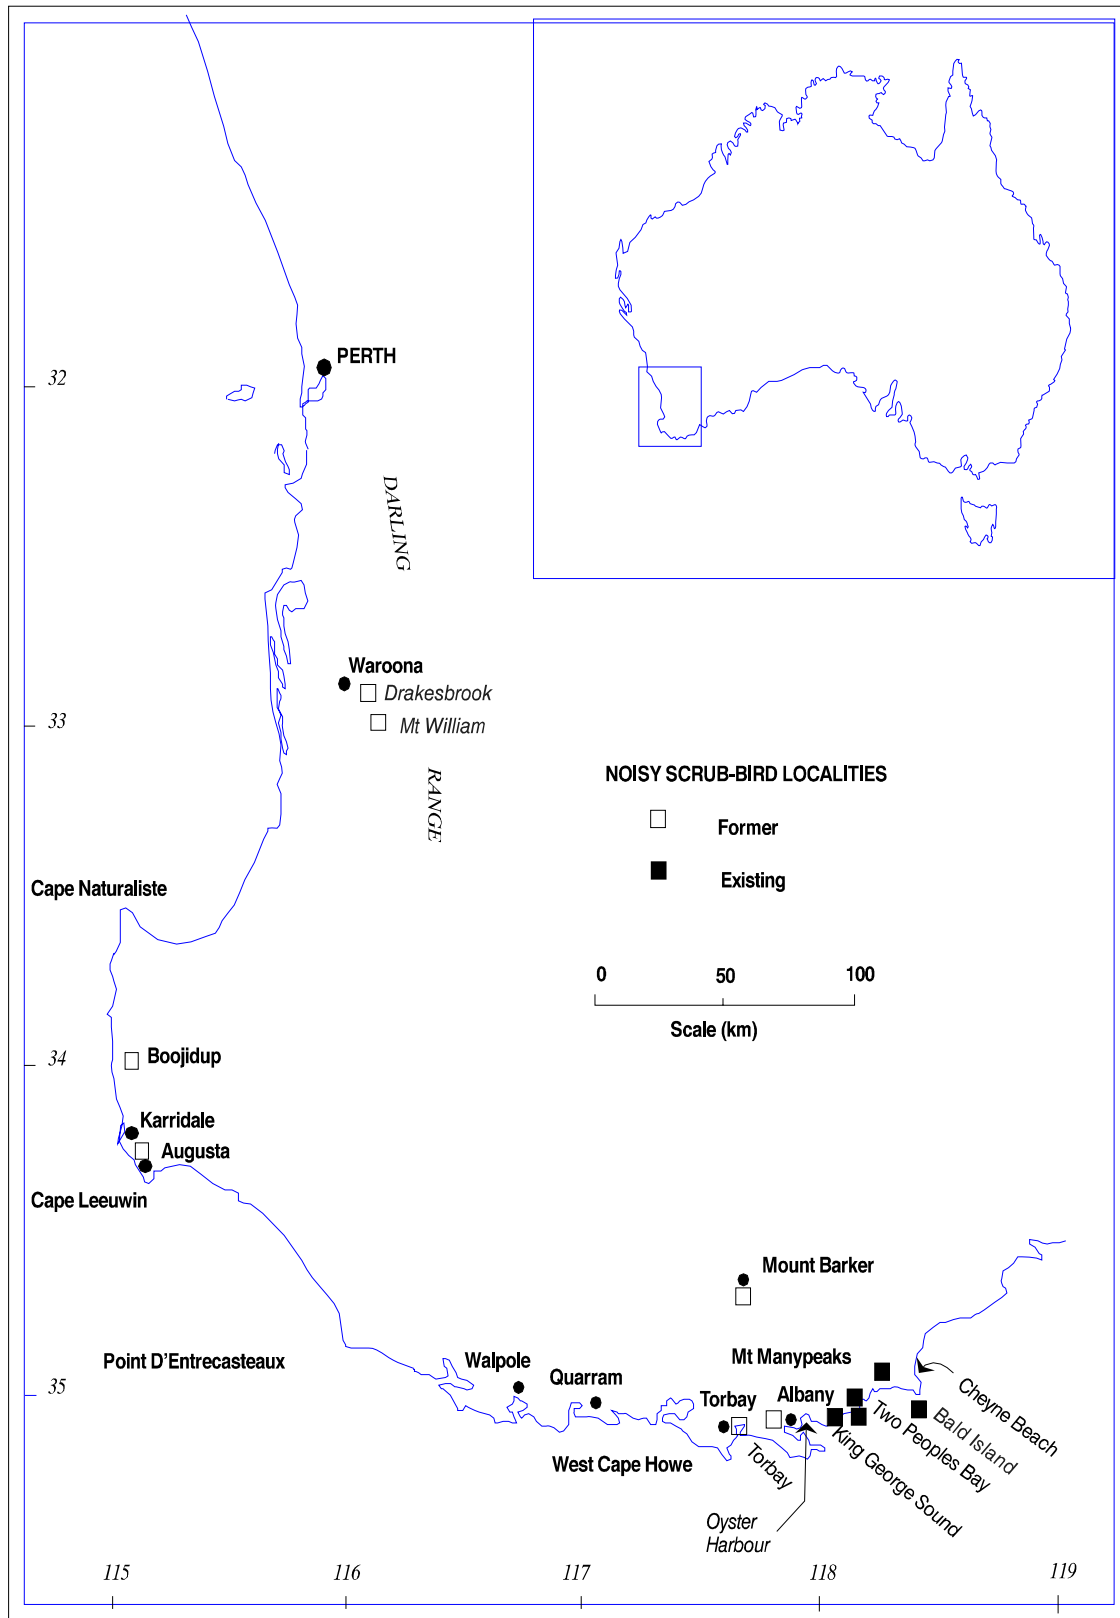 PERTH
32
DARLING
Waroona
Drakesbrook
Mt William
33
RANGE
NOISY SCRUB-BIRD LOCALITIES
Former
Existing
Cape Naturaliste
0 50 100
Scale (km)
34
Boojidup
Karridale
Augusta
Cape Leeuwin
Mount Barker
Point D'Entrecasteaux
Walpole
Quarram
Mt Manypeaks
35
Torbay
Albany
Cheyne Beach
Bald Island
Two Peoples Bay
King George Sound
Torbay
West Cape Howe
Oyster
Harbour
115 116 117 118 119